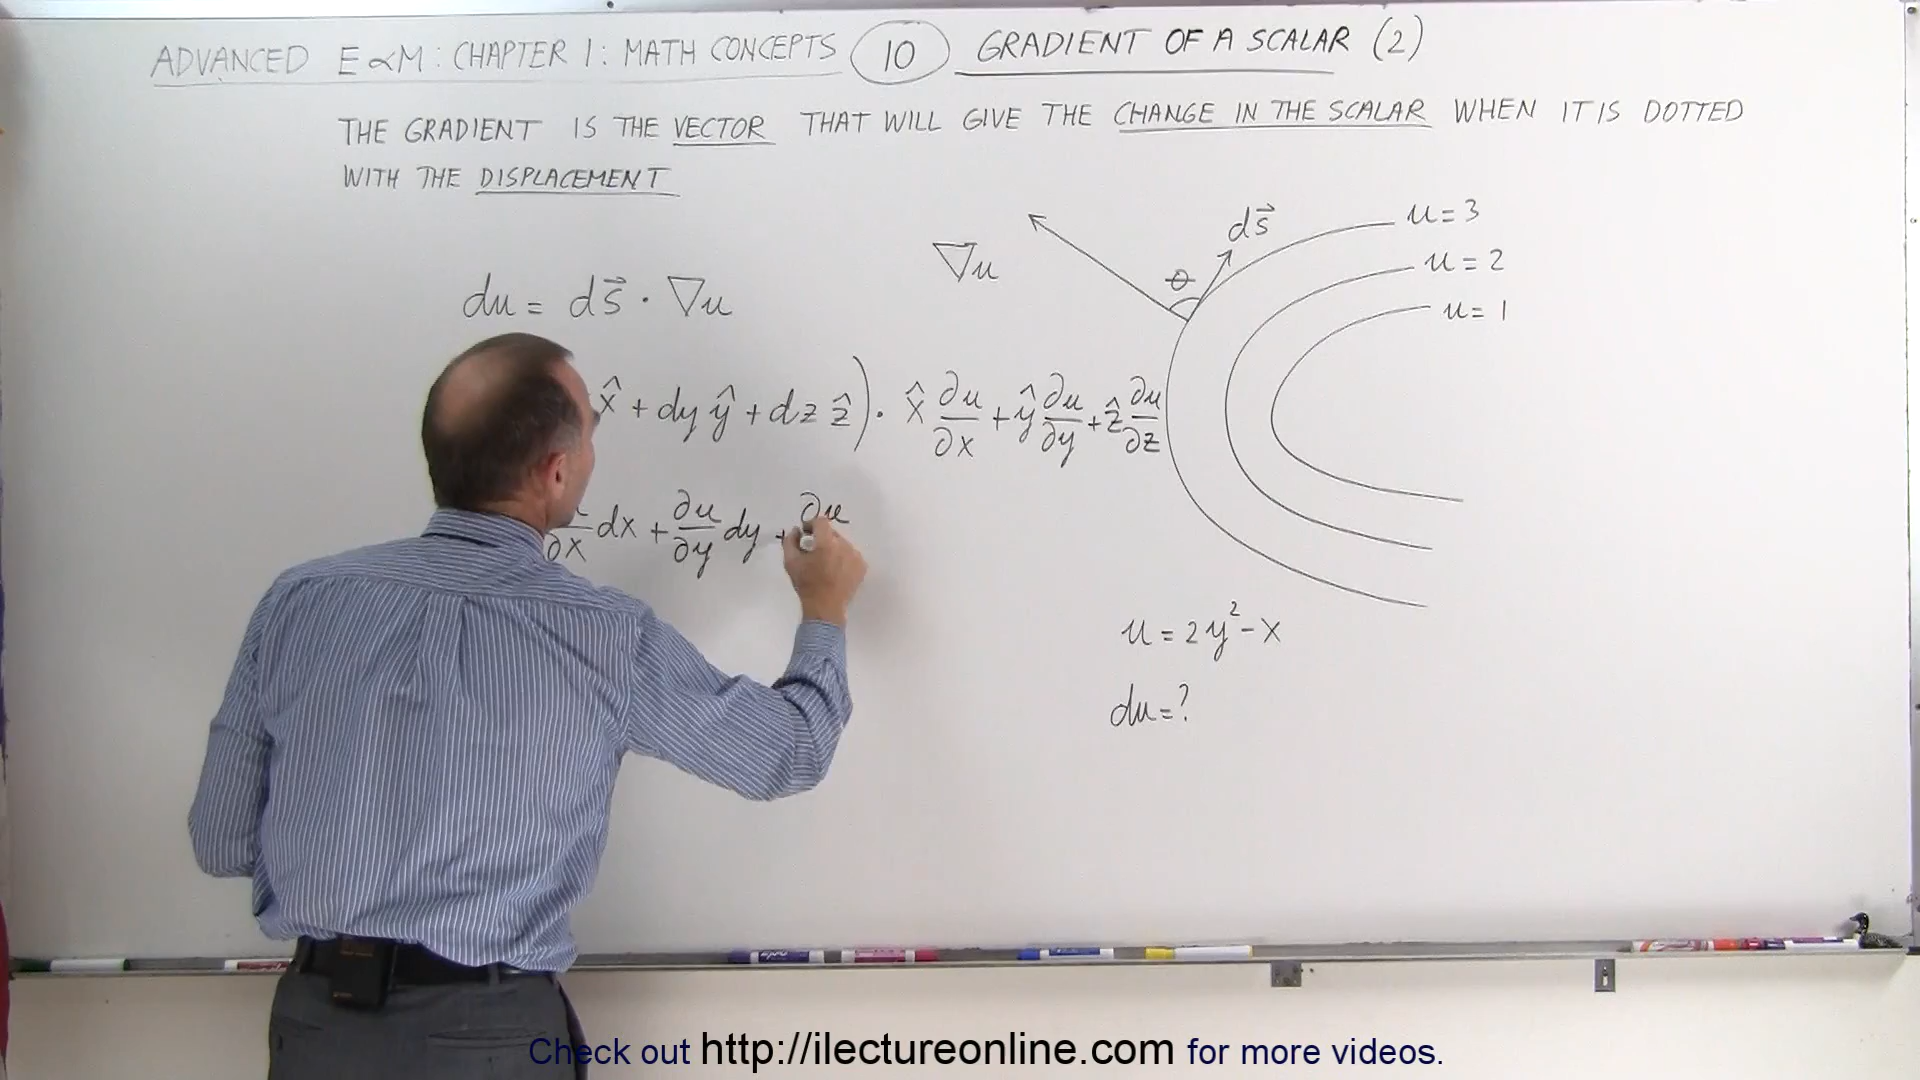 ADVANCED E&M: CHAPTER 1: MATH CONCEPTS 10 GRADIENT OF A SCALAR (2)
THE GRADIENT IS THE VECTOR THAT WILL GIVE THE CHANGE IN THE SCALAR WHEN IT IS DOTTED
WITH THE DISPLACEMENT
du = ds⃗ · ∇u
x̂ + dy ŷ + dz ẑ) · x̂ ∂u/∂x + ŷ ∂u/∂y + ẑ ∂u/∂z
∂x dx + ∂u/∂y dy + ∂u
∇u
ds⃗
θ
u = 3
u = 2
u = 1
u = 2y² - x
du = ?
Check out http://ilectureonline.com for more videos.